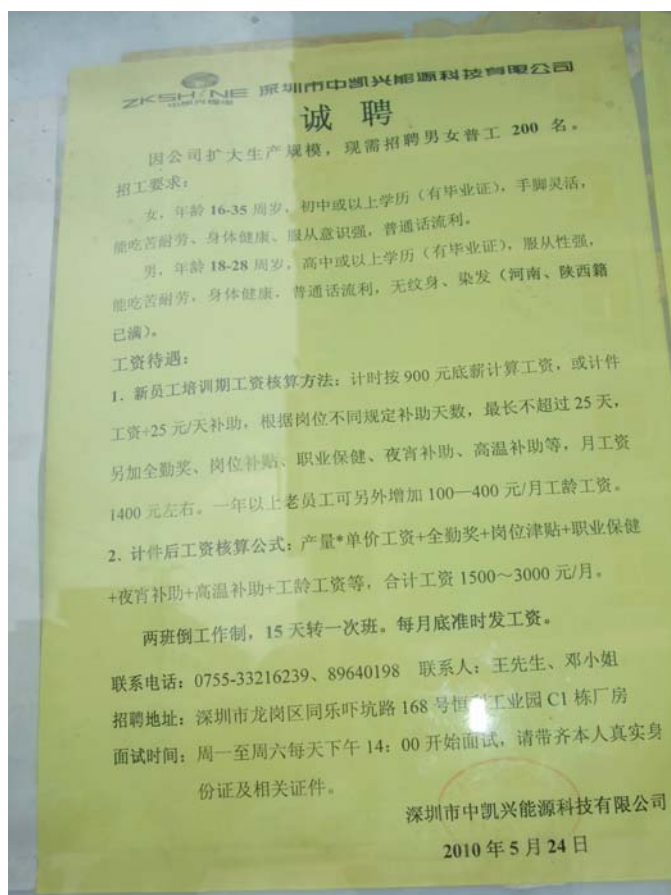 ZKSHINE 深圳市中凯兴能源科技有限公司
诚 聘
因公司扩大生产规模，现需招聘男女普工 200 名。
招工要求：
女，年龄 16-35 周岁，初中或以上学历（有毕业证），手脚灵活，
能吃苦耐劳、身体健康、服从意识强，普通话流利。
男，年龄 18-28 周岁，高中或以上学历（有毕业证），服从性强，
能吃苦耐劳，身体健康，普通话流利，无纹身、染发（河南、陕西籍
已满）。
工资待遇：
1．新员工培训期工资核算方法：计时按 900 元底薪计算工资，或计件
工资+25 元/天补助，根据岗位不同规定补助天数，最长不超过 25 天，
另加全勤奖、岗位补贴、职业保健、夜宵补助、高温补助等，月工资
1400 元左右。一年以上老员工可另外增加 100—400 元/月工龄工资。
2．计件后工资核算公式：产量*单价工资+全勤奖+岗位津贴+职业保健
+夜宵补助+高温补助+工龄工资等，合计工资 1500～3000 元/月。
两班倒工作制，15 天转一次班。每月底准时发工资。
联系电话：0755-33216239、89640198 联系人：王先生、邓小姐
招聘地址：深圳市龙岗区同乐吓坑路 168 号恒利工业园 C1 栋厂房
面试时间：周一至周六每天下午 14：00 开始面试，请带齐本人真实身
份证及相关证件。
深圳市中凯兴能源科技有限公司
2010 年 5 月 24 日